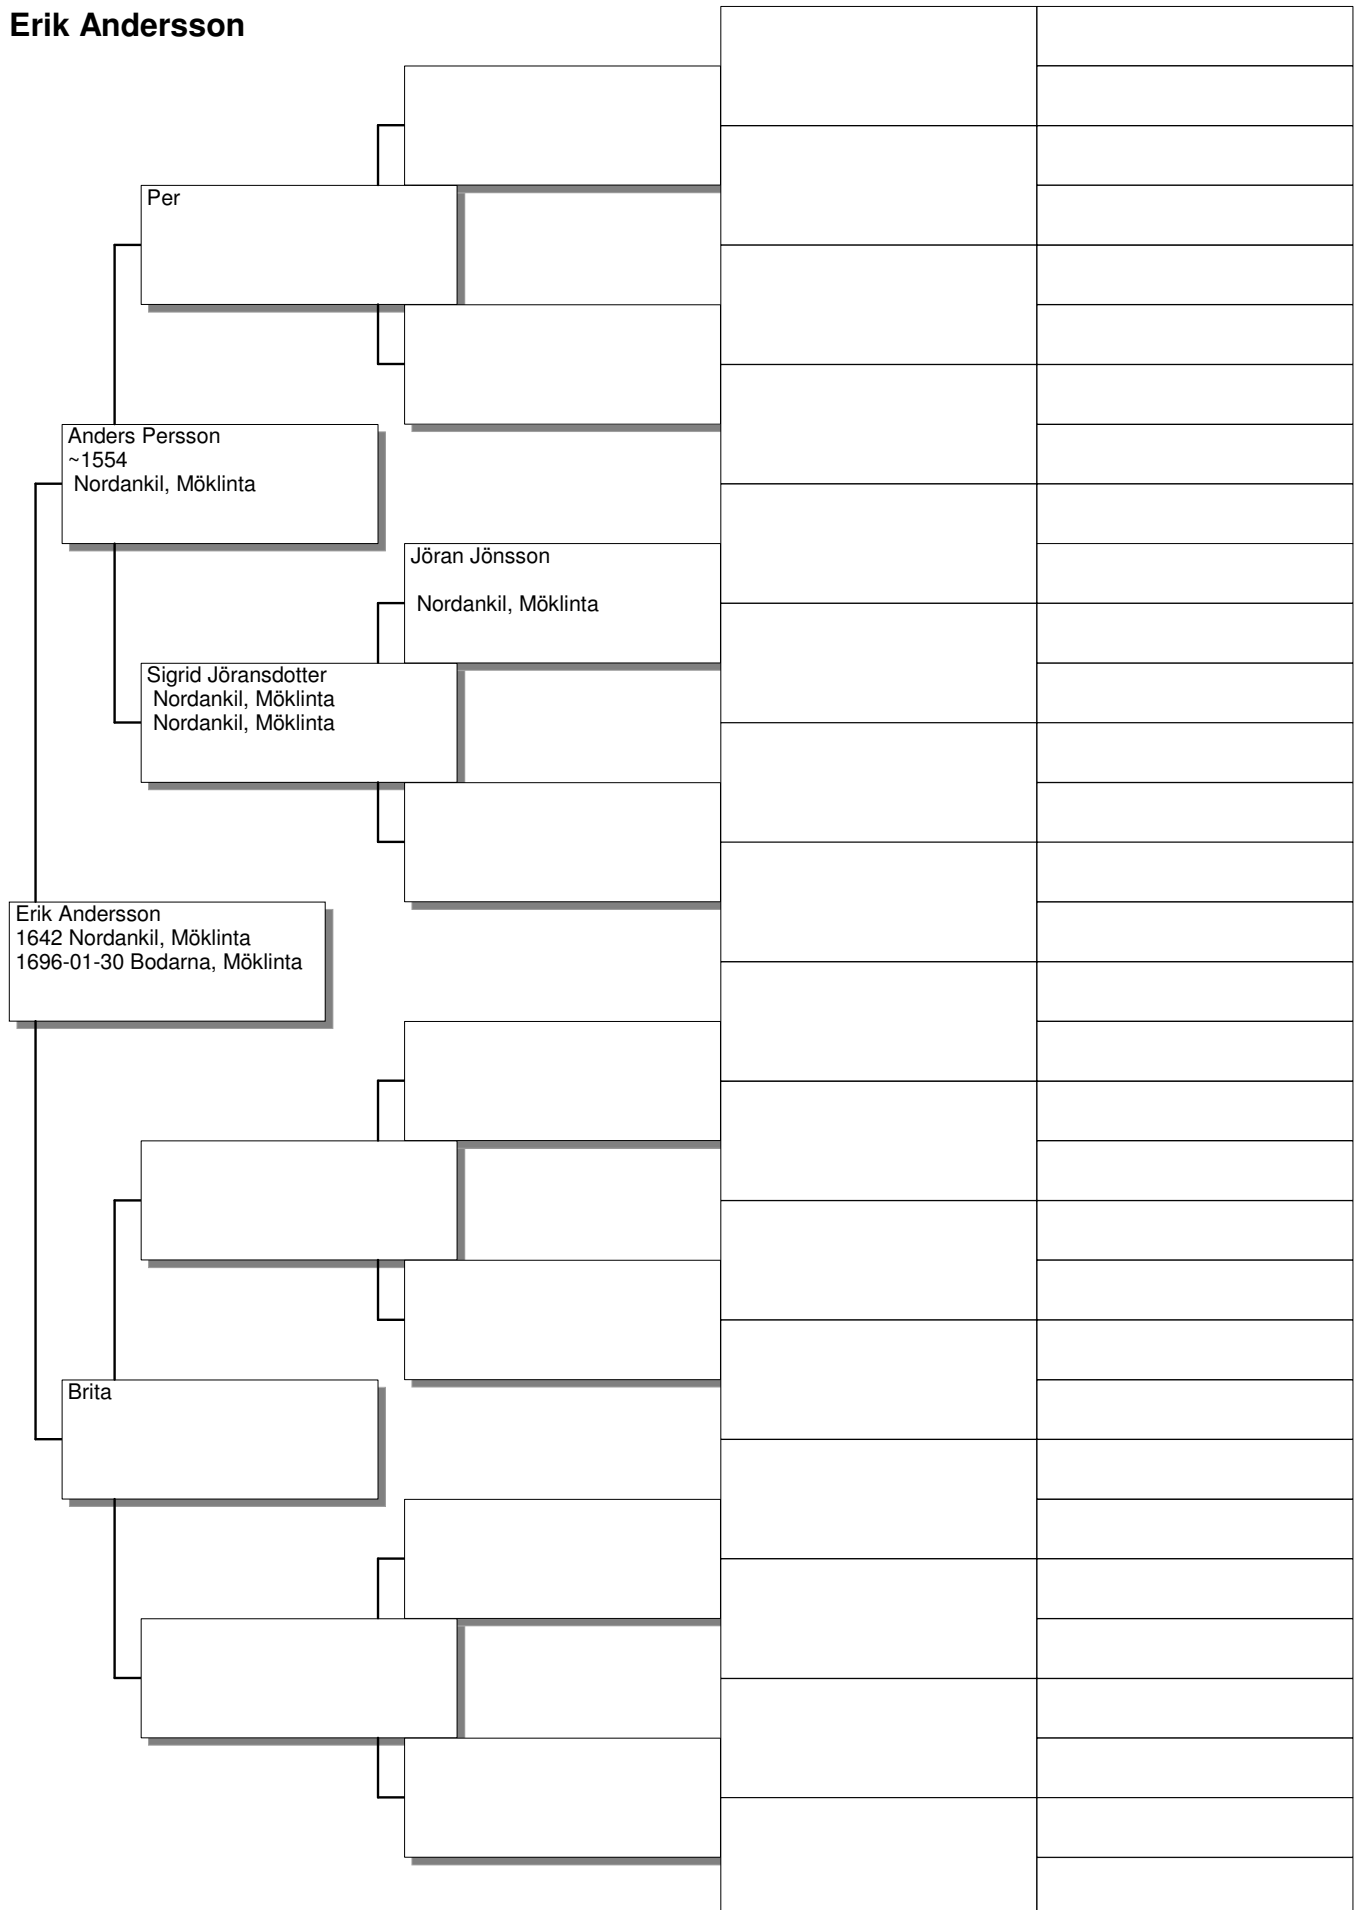 Erik Andersson
Per
Anders Persson
~1554
Nordankil, Möklinta
Jöran Jönsson
Nordankil, Möklinta
Sigrid Jöransdotter
Nordankil, Möklinta
Nordankil, Möklinta
Erik Andersson
1642 Nordankil, Möklinta
1696-01-30 Bodarna, Möklinta
Brita